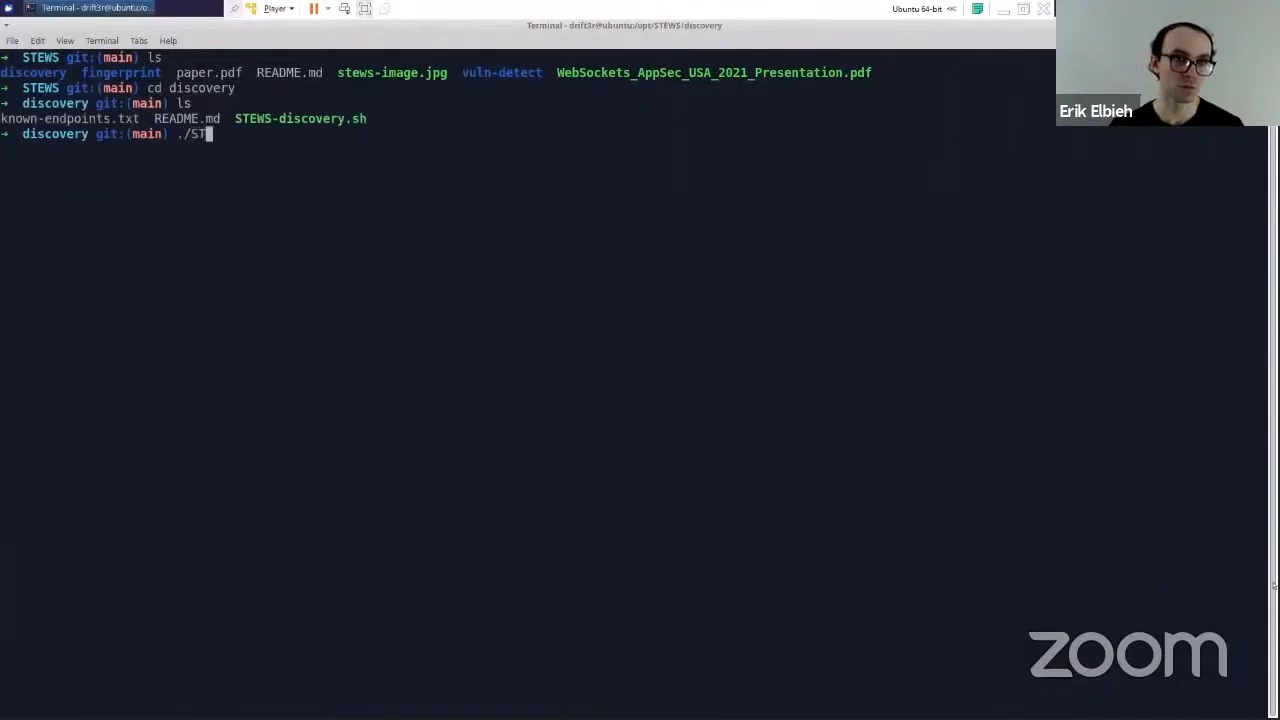 Terminal - drift3r@ubuntu:/o...
Player
Ubuntu 64-bit
Terminal - drift3r@ubuntu:/opt/STEWS/discovery
File Edit View Terminal Tabs Help
→ STEWS git:(main) ls
discovery fingerprint paper.pdf README.md stews-image.jpg vuln-detect WebSockets_AppSec_USA_2021_Presentation.pdf
→ STEWS git:(main) cd discovery
→ discovery git:(main) ls
known-endpoints.txt README.md STEWS-discovery.sh
→ discovery git:(main) ./ST
Erik Elbieh
zoom